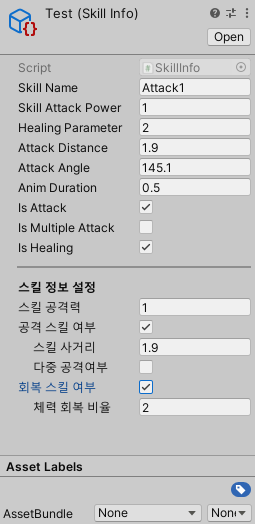 Test (Skill Info)
Open
Script SkillInfo
Skill Name Attack1
Skill Attack Power 1
Healing Parameter 2
Attack Distance 1.9
Attack Angle 145.1
Anim Duration 0.5
Is Attack
Is Multiple Attack
Is Healing
스킬 정보 설정
스킬 공격력 1
공격 스킬 여부
스킬 사거리 1.9
다중 공격여부
회복 스킬 여부
체력 회복 비율 2
Asset Labels
AssetBundle None None